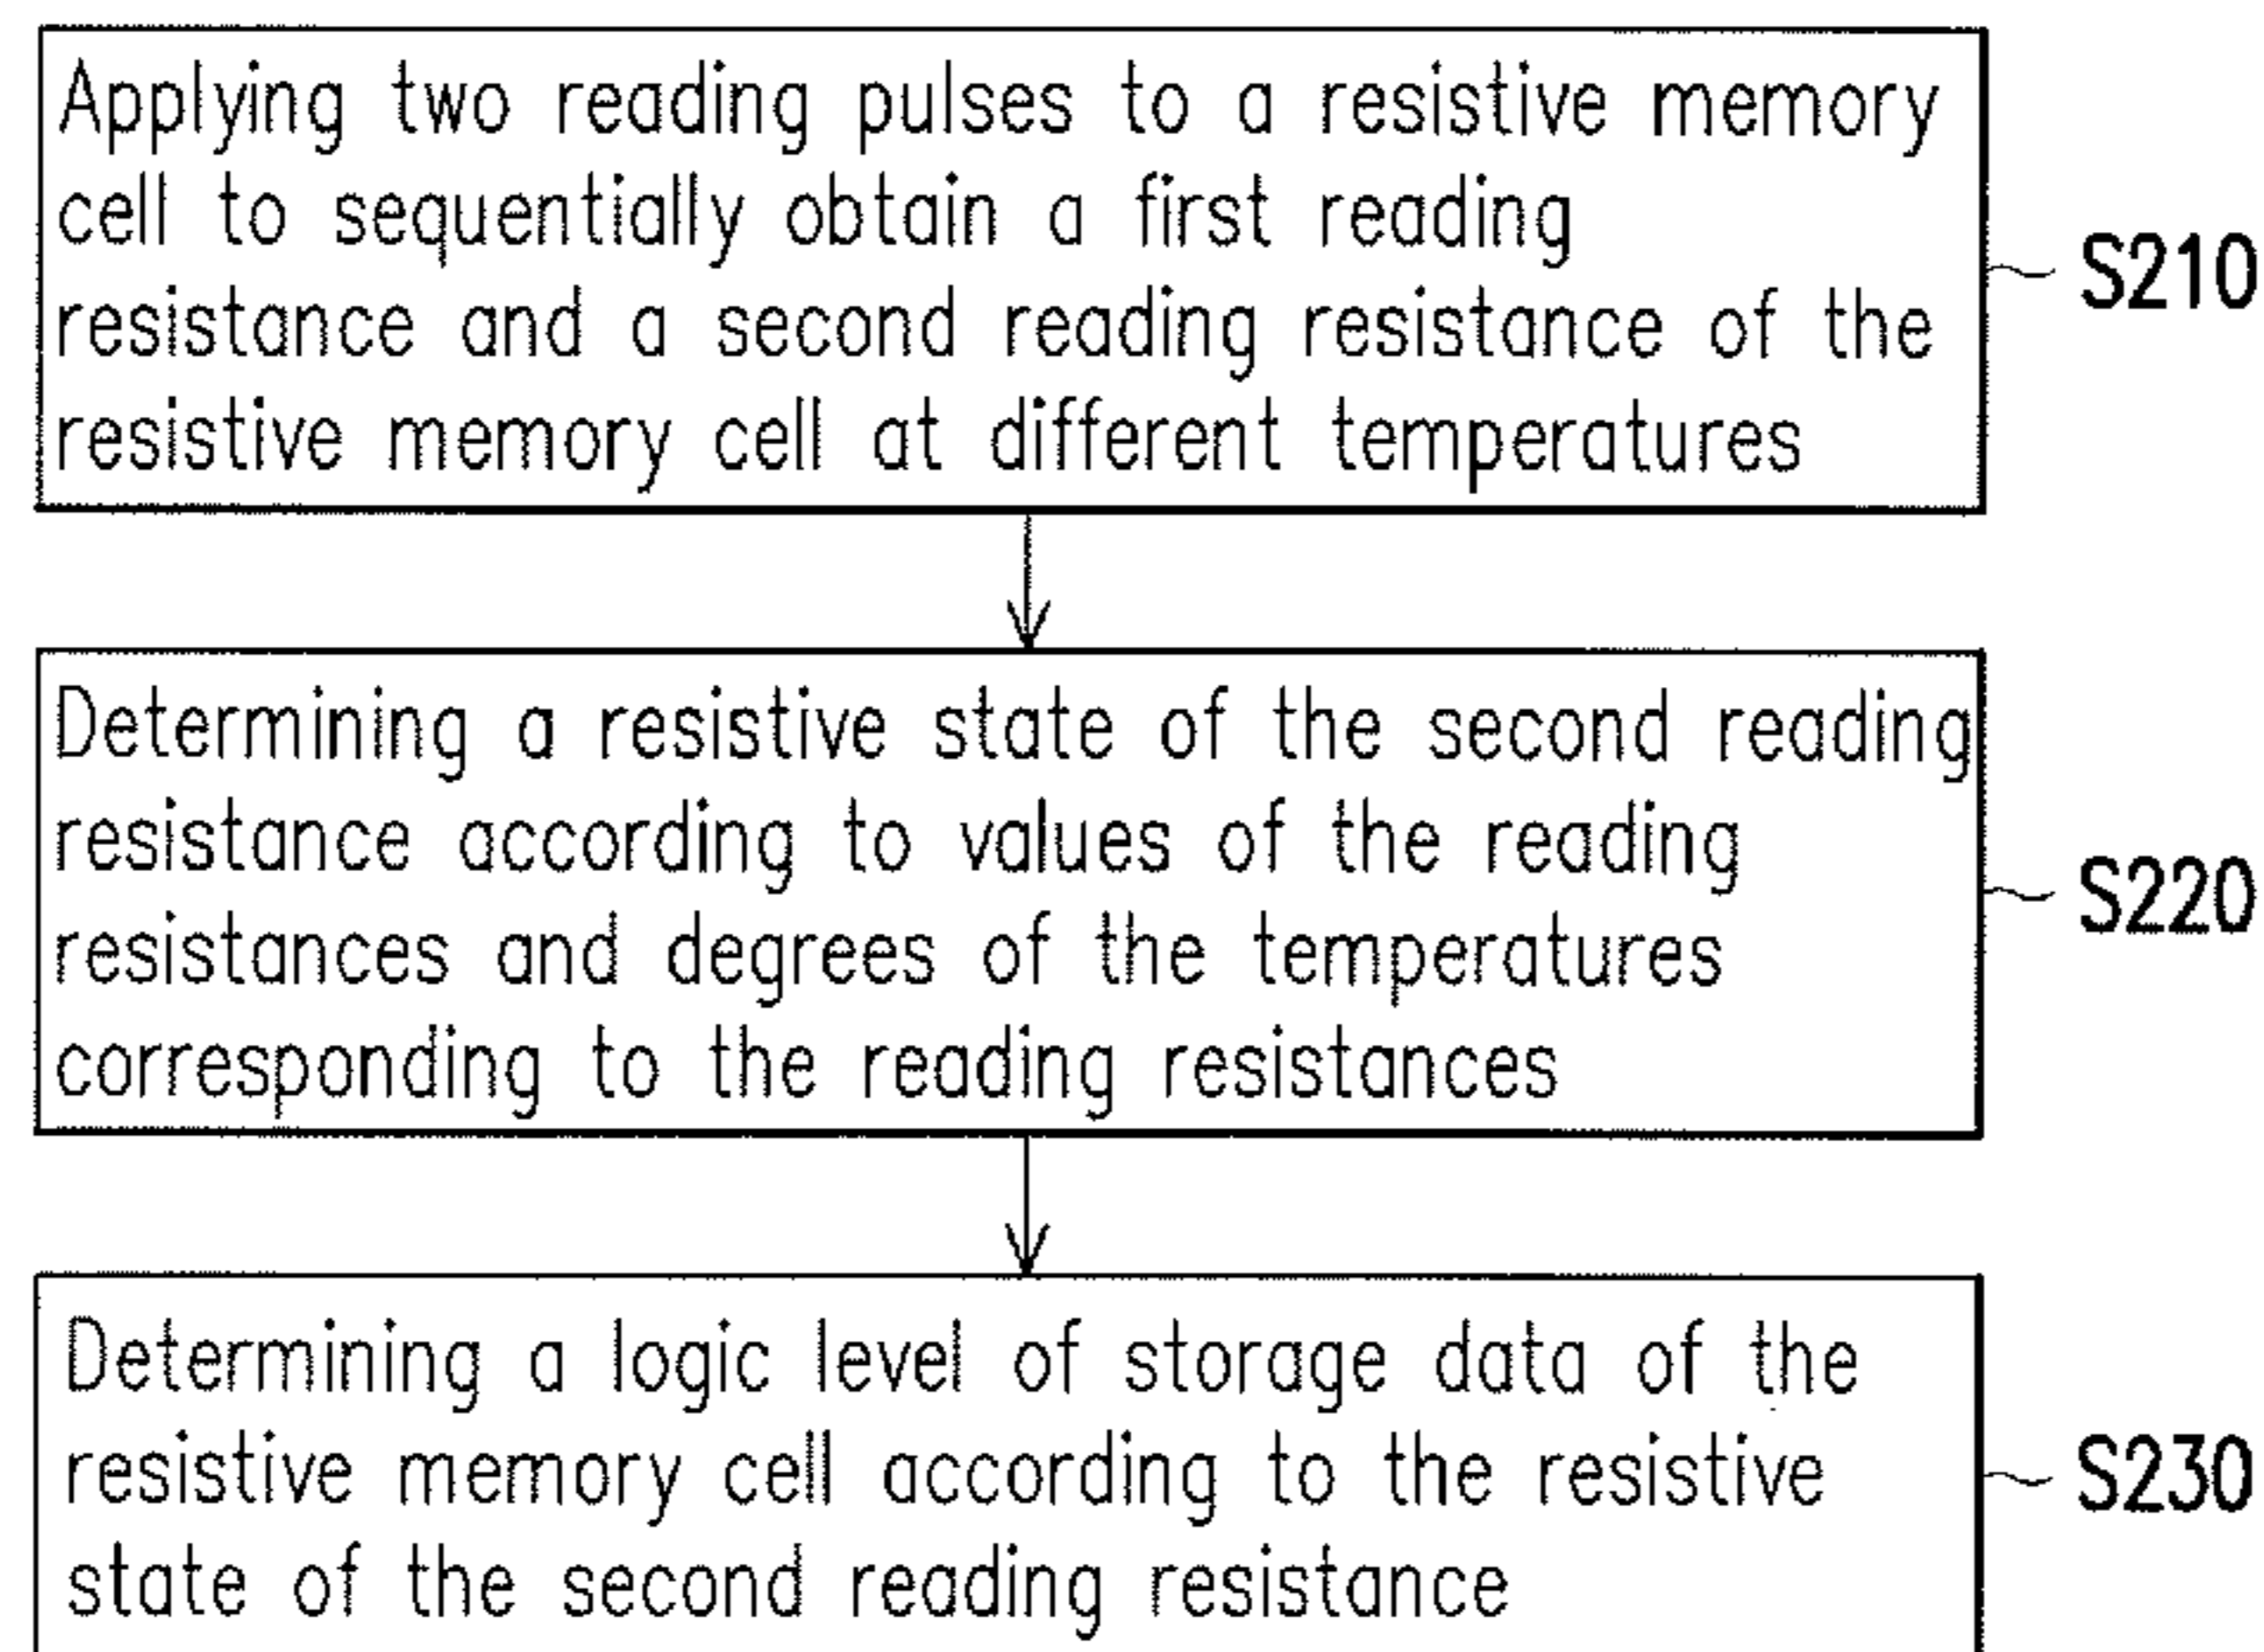 Applying two reading pulses to a resistive memory
cell to sequentially obtain a first reading
resistance and a second reading resistance of the
resistive memory cell at different temperatures
S210
Determining a resistive state of the second reading
resistance according to values of the reading
resistances and degrees of the temperatures
corresponding to the reading resistances
S220
Determining a logic level of storage data of the
resistive memory cell according to the resistive
state of the second reading resistance
S230